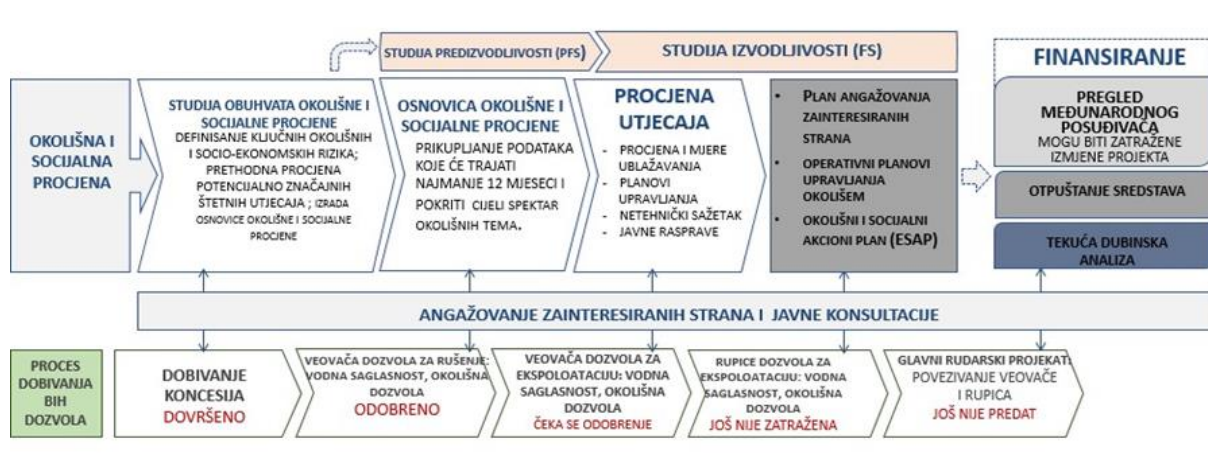 STUDIJA PREDIZVODLJIVOSTI (PFS)
STUDIJA IZVODLJIVOSTI (FS)
OKOLIŠNA I
SOCIJALNA
PROCJENA
STUDIJA OBUHVATA OKOLIŠNE I
SOCIJALNE PROCJENE
DEFINISANJE KLJUČNIH OKOLIŠNIH
I SOCIO-EKONOMSKIH RIZIKA;
PRETHODNA PROCJENA
POTENCIJALNO ZNAČAJNIH
ŠTETNIH UTJECAJA ; IZRADA
OSNOVICE OKOLIŠNE I SOCIJALNE
PROCJENE
OSNOVICA OKOLIŠNE I
SOCIJALNE PROCJENE
PRIKUPLJANJE PODATAKA
KOJE ĆE TRAJATI
NAJMANJE 12 MJESECI I
POKRITI CIJELI SPEKTAR
OKOLIŠNIH TEMA.
PROCJENA
UTJECAJA
- PROCJENA I MJERE
UBLAŽAVANJA
- PLANOVI
UPRAVLJANJA
- NETEHNIČKI SAŽETAK
- JAVNE RASPRAVE
• PLAN ANGAŽOVANJA
ZAINTERESIRANIH
STRANA
• OPERATIVNI PLANOVI
UPRAVLJANJA
OKOLIŠEM
• OKOLIŠNI I SOCIJALNI
AKCIONI PLAN (ESAP)
FINANSIRANJE
PREGLED
MEĐUNARODNOG
POSUĐIVAČA
MOGU BITI ZATRAŽENE
IZMJENE PROJEKTA
OTPUŠTANJE SREDSTAVA
TEKUĆA DUBINSKA
ANALIZA
ANGAŽOVANJE ZAINTERESIRANIH STRANA I JAVNE KONSULTACIJE
PROCES
DOBIVANJA
BIH
DOZVOLA
DOBIVANJE
KONCESIJA
DOVRŠENO
VEOVAČA DOZVOLA ZA RUŠENJE:
VODNA SAGLASNOST, OKOLIŠNA
DOZVOLA
ODOBRENO
VEOVAČA DOZVOLA ZA
EKSPOLOATACIJU: VODNA
SAGLASNOST, OKOLIŠNA
DOZVOLA
ČEKA SE ODOBRENJE
RUPICE DOZVOLA ZA
EKSPOLOATACIJU: VODNA
SAGLASNOST, OKOLIŠNA
DOZVOLA
JOŠ NIJE ZATRAŽENA
GLAVNI RUDARSKI PROJEKAT:
POVEZIVANJE VEOVAČE
I RUPICA
JOŠ NIJE PREDAT